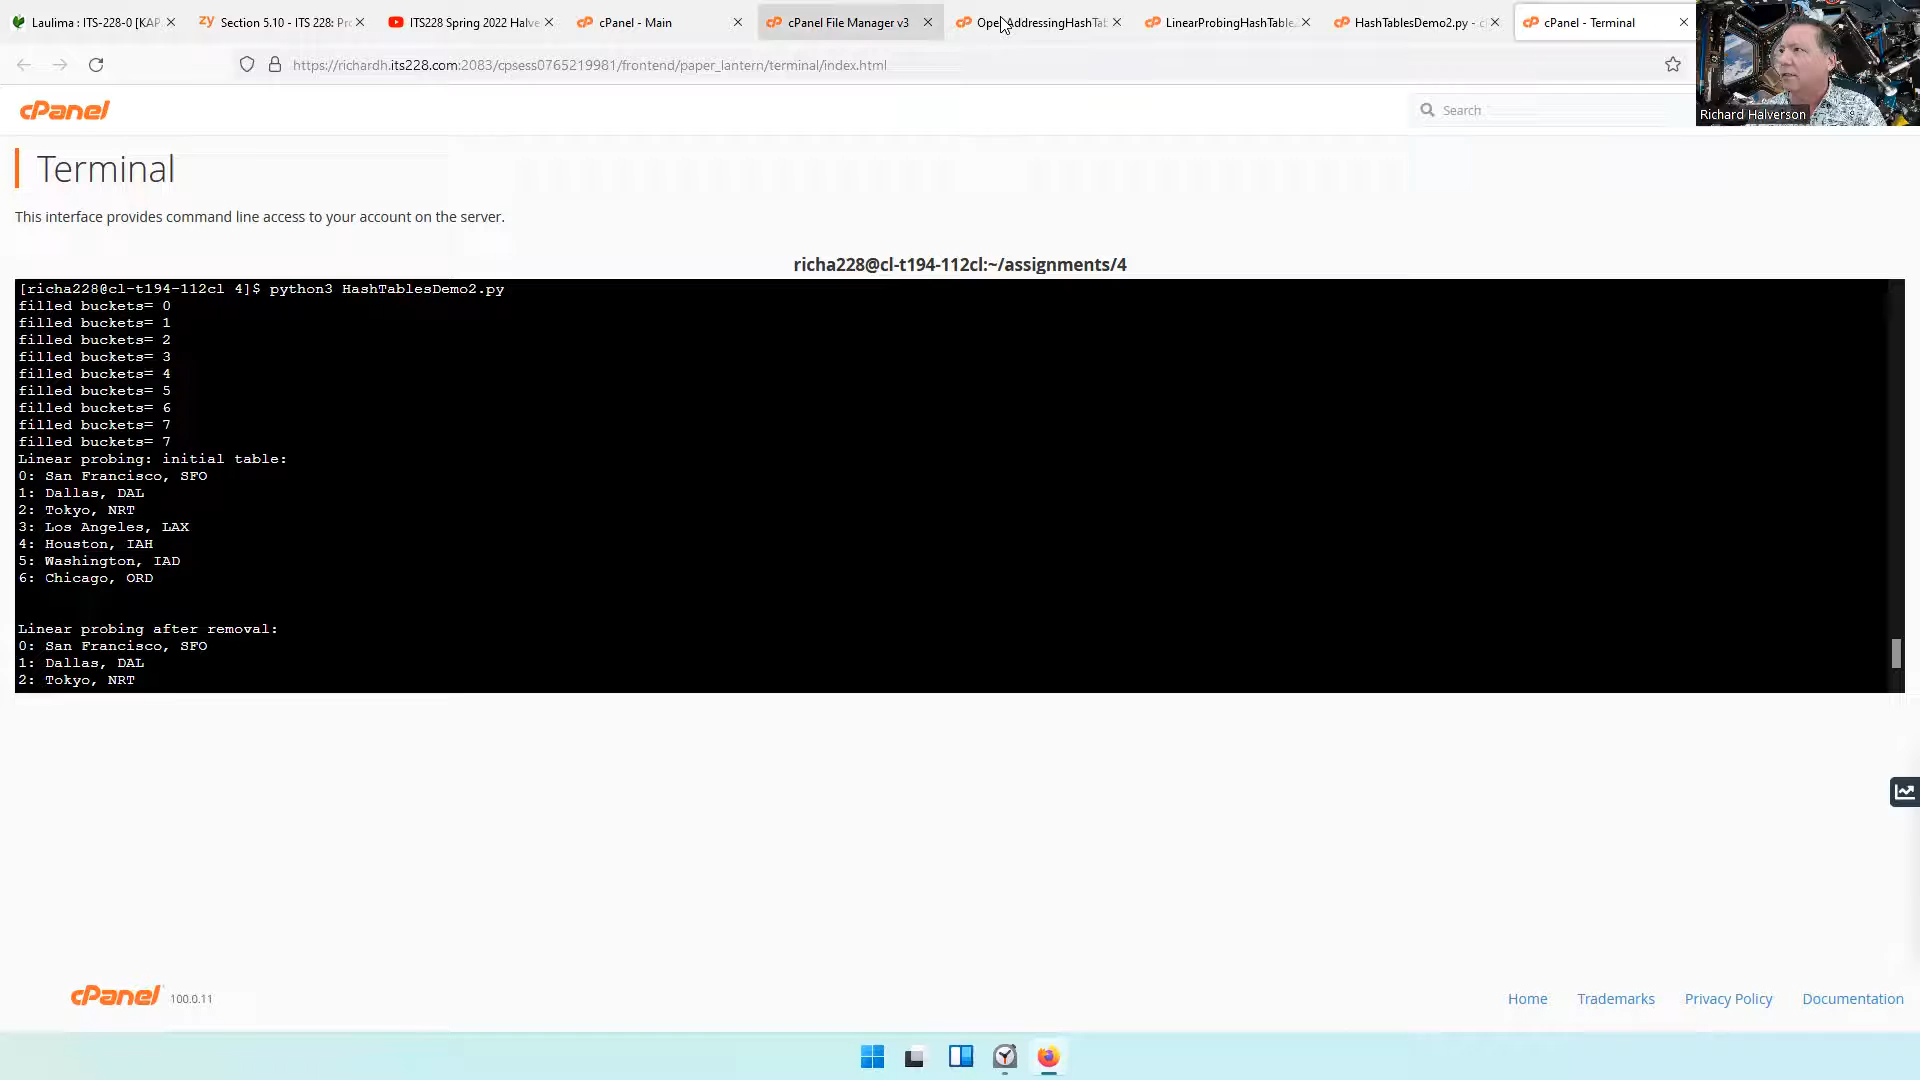 Laulima : ITS-228-0 [KAP
Section 5.10 - ITS 228: Pr
ITS228 Spring 2022 Halve
cPanel - Main
cPanel File Manager v3
LinearProbingHashTable.
HashTablesDemo2.py - c
cPanel - Terminal
https://richardh.its228.com:2083/cpsess0765219981/frontend/paper_lantern/terminal/index.html
cPanel
Search
Richard Halverson
Terminal
This interface provides command line access to your account on the server.
richa228@cl-t194-112cl:~/assignments/4
[richa228@cl-t194-112cl 4]$ python3 HashTablesDemo2.py
filled buckets= 0
filled buckets= 1
filled buckets= 2
filled buckets= 3
filled buckets= 4
filled buckets= 5
filled buckets= 6
filled buckets= 7
filled buckets= 7
Linear probing: initial table:
0: San Francisco, SFO
1: Dallas, DAL
2: Tokyo, NRT
3: Los Angeles, LAX
4: Houston, IAH
5: Washington, IAD
6: Chicago, ORD
Linear probing after removal:
0: San Francisco, SFO
1: Dallas, DAL
2: Tokyo, NRT
cPanel 100.0.11
Home Trademarks Privacy Policy Documentation